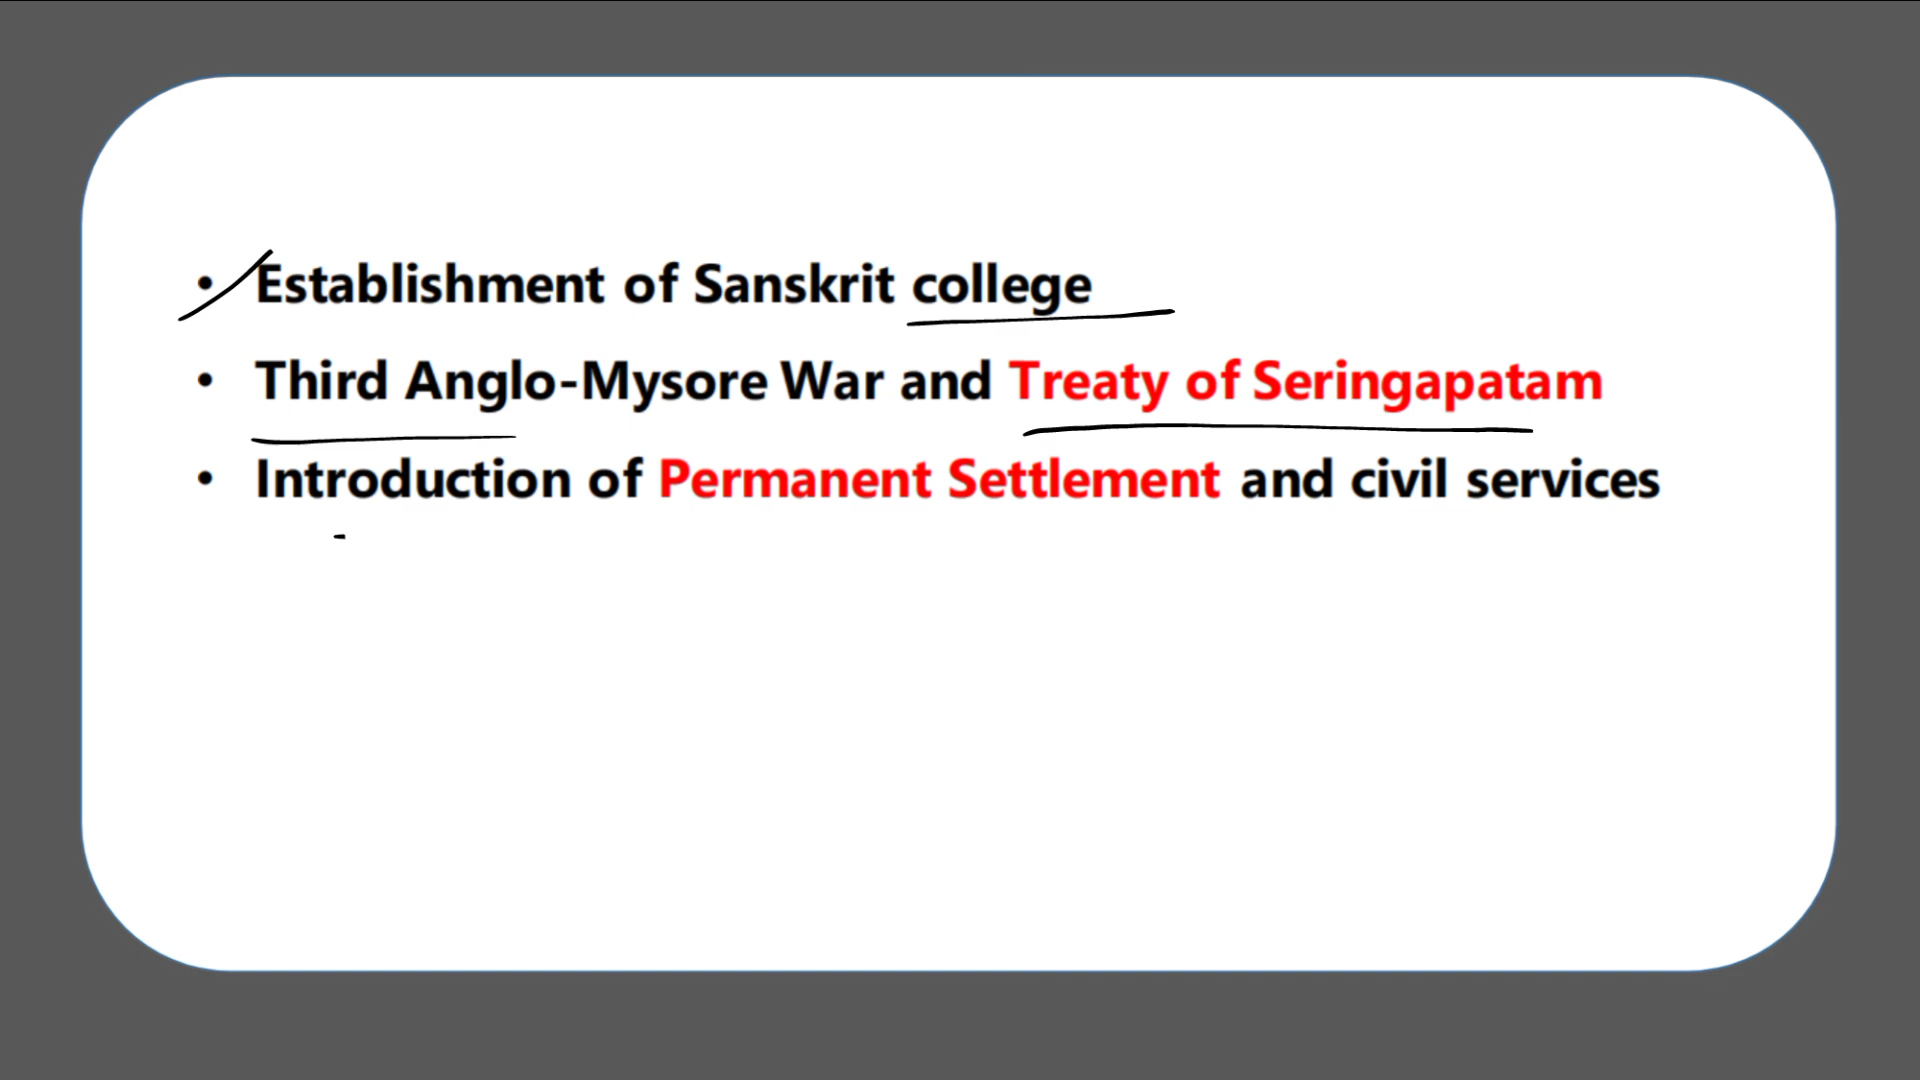 • Establishment of Sanskrit college
• Third Anglo-Mysore War and Treaty of Seringapatam
• Introduction of Permanent Settlement and civil services